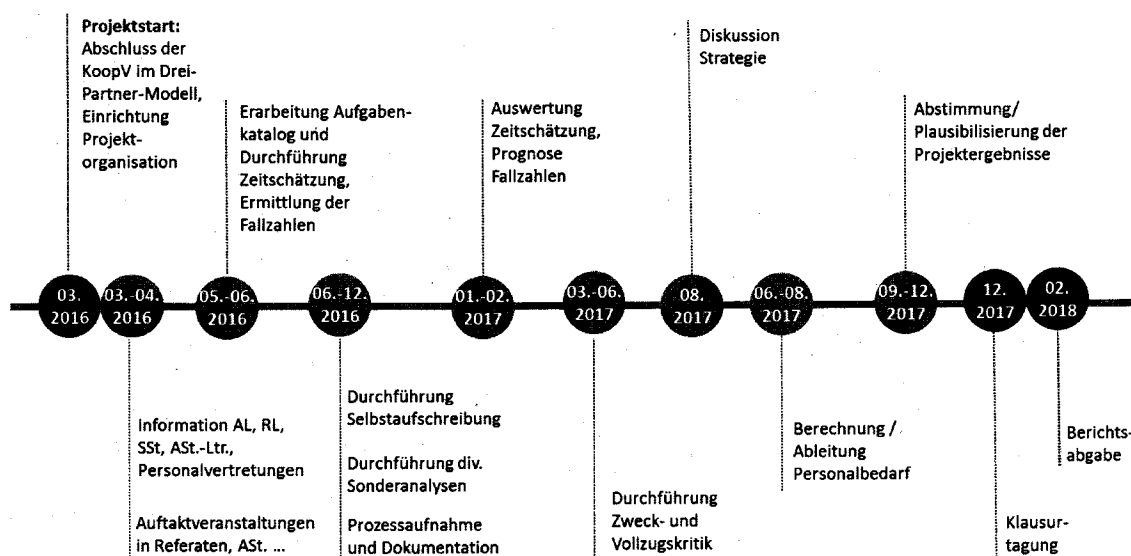 Projektstart:
Abschluss der
KoopV im Drei-
Partner-Modell,
Einrichtung
Projekt-
organisation
Erarbeitung Aufgaben-
katalog und
Durchführung
Zeitschätzung,
Ermittlung der
Fallzahlen
Auswertung
Zeitschätzung,
Prognose
Fallzahlen
Diskussion
Strategie
Abstimmung/
Plausibilisierung der
Projektergebnisse
03.
2016
03.-04.
2016
05.-06.
2016
06.-12.
2016
01.-02.
2017
03.-06.
2017
08.
2017
06.-08.
2017
09.-12.
2017
12.
2017
02.
2018
Information AL, RL,
SSt, ASt.-Ltr.,
Personalvertretungen
Auftaktveranstaltungen
in Referaten, ASt. ...
Durchführung
Selbstaufschreibung
Durchführung div.
Sonderanalysen
Prozessaufnahme
und Dokumentation
Durchführung
Zweck- und
Vollzugskritik
Berechnung /
Ableitung
Personalbedarf
Klausur-
tagung
Berichts-
abgabe